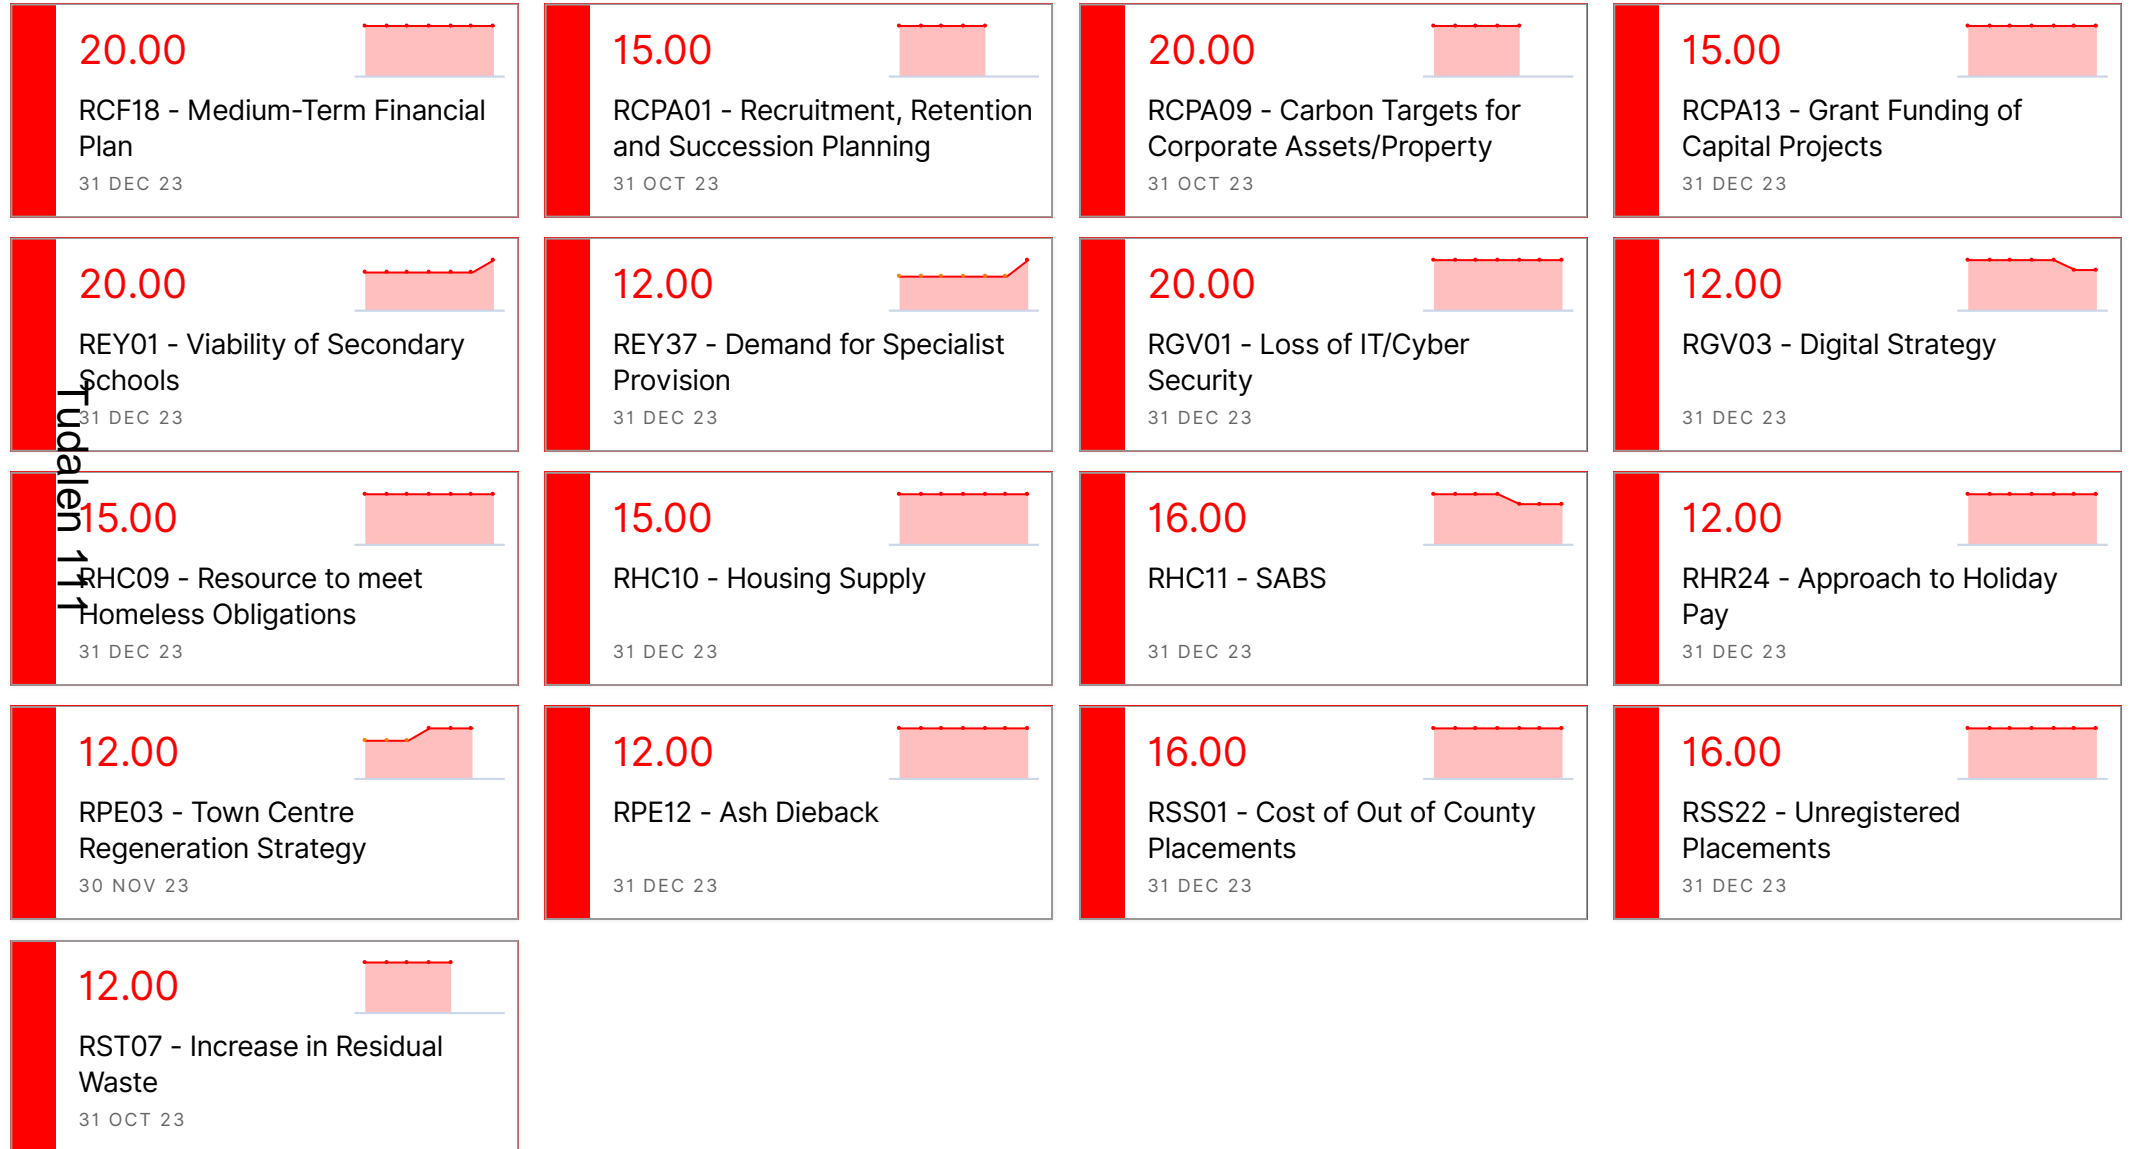 20.00
RCF18 - Medium-Term Financial
Plan
31 DEC 23
15.00
RCPA01 - Recruitment, Retention
and Succession Planning
31 OCT 23
20.00
RCPA09 - Carbon Targets for
Corporate Assets/Property
31 OCT 23
15.00
RCPA13 - Grant Funding of
Capital Projects
31 DEC 23
20.00
REY01 - Viability of Secondary
Schools
31 DEC 23
12.00
REY37 - Demand for Specialist
Provision
31 DEC 23
20.00
RGV01 - Loss of IT/Cyber
Security
31 DEC 23
12.00
RGV03 - Digital Strategy
31 DEC 23
Tudalen 111
15.00
RHC09 - Resource to meet
Homeless Obligations
31 DEC 23
15.00
RHC10 - Housing Supply
31 DEC 23
16.00
RHC11 - SABS
31 DEC 23
12.00
RHR24 - Approach to Holiday
Pay
31 DEC 23
12.00
RPE03 - Town Centre
Regeneration Strategy
30 NOV 23
12.00
RPE12 - Ash Dieback
31 DEC 23
16.00
RSS01 - Cost of Out of County
Placements
31 DEC 23
16.00
RSS22 - Unregistered
Placements
31 DEC 23
12.00
RST07 - Increase in Residual
Waste
31 OCT 23